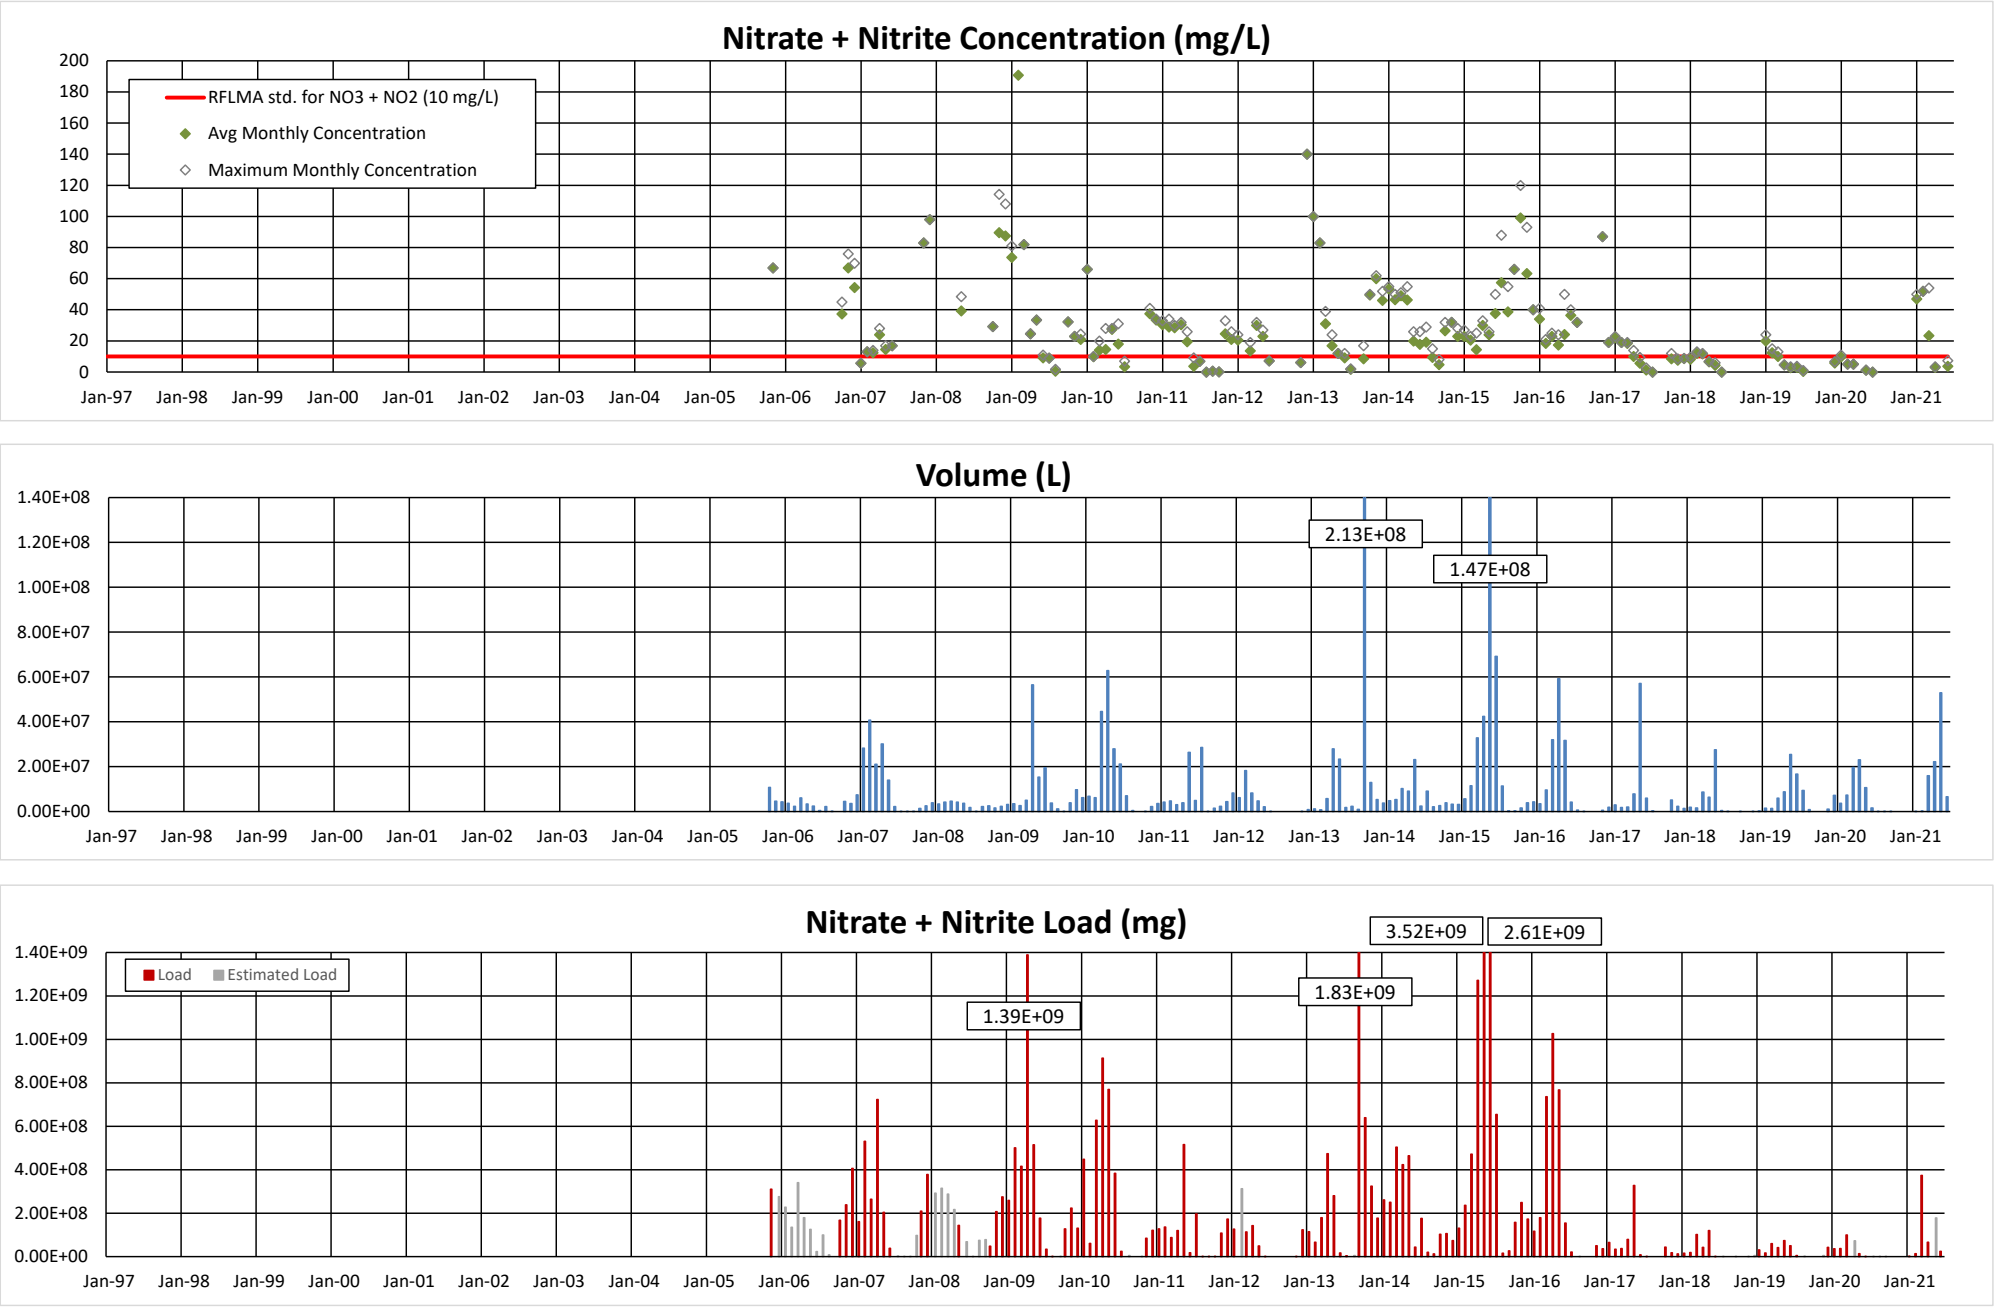 Nitrate + Nitrite Concentration (mg/L)
200
180
160
140
120
100
80
60
40
20
0
RFLMA std. for NO3 + NO2 (10 mg/L)
Avg Monthly Concentration
Maximum Monthly Concentration
Jan-97 Jan-98 Jan-99 Jan-00 Jan-01 Jan-02 Jan-03 Jan-04 Jan-05 Jan-06 Jan-07 Jan-08 Jan-09 Jan-10 Jan-11 Jan-12 Jan-13 Jan-14 Jan-15 Jan-16 Jan-17 Jan-18 Jan-19 Jan-20 Jan-21
Volume (L)
1.40E+08
1.20E+08
1.00E+08
8.00E+07
6.00E+07
4.00E+07
2.00E+07
0.00E+00
2.13E+08
1.47E+08
Jan-97 Jan-98 Jan-99 Jan-00 Jan-01 Jan-02 Jan-03 Jan-04 Jan-05 Jan-06 Jan-07 Jan-08 Jan-09 Jan-10 Jan-11 Jan-12 Jan-13 Jan-14 Jan-15 Jan-16 Jan-17 Jan-18 Jan-19 Jan-20 Jan-21
Nitrate + Nitrite Load (mg)
3.52E+09 2.61E+09
1.40E+09
1.20E+09
1.00E+09
8.00E+08
6.00E+08
4.00E+08
2.00E+08
0.00E+00
Load Estimated Load
1.83E+09
1.39E+09
Jan-97 Jan-98 Jan-99 Jan-00 Jan-01 Jan-02 Jan-03 Jan-04 Jan-05 Jan-06 Jan-07 Jan-08 Jan-09 Jan-10 Jan-11 Jan-12 Jan-13 Jan-14 Jan-15 Jan-16 Jan-17 Jan-18 Jan-19 Jan-20 Jan-21